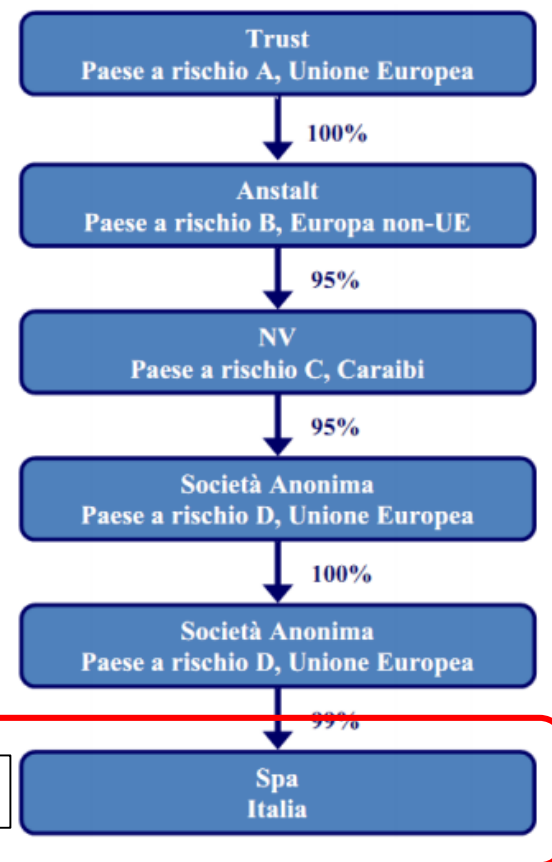 Trust
Paese a rischio A, Unione Europea
100%
Anstalt
Paese a rischio B, Europa non-UE
95%
NV
Paese a rischio C, Caraibi
95%
Società Anonima
Paese a rischio D, Unione Europea
100%
Società Anonima
Paese a rischio D, Unione Europea
99%
Spa
Italia